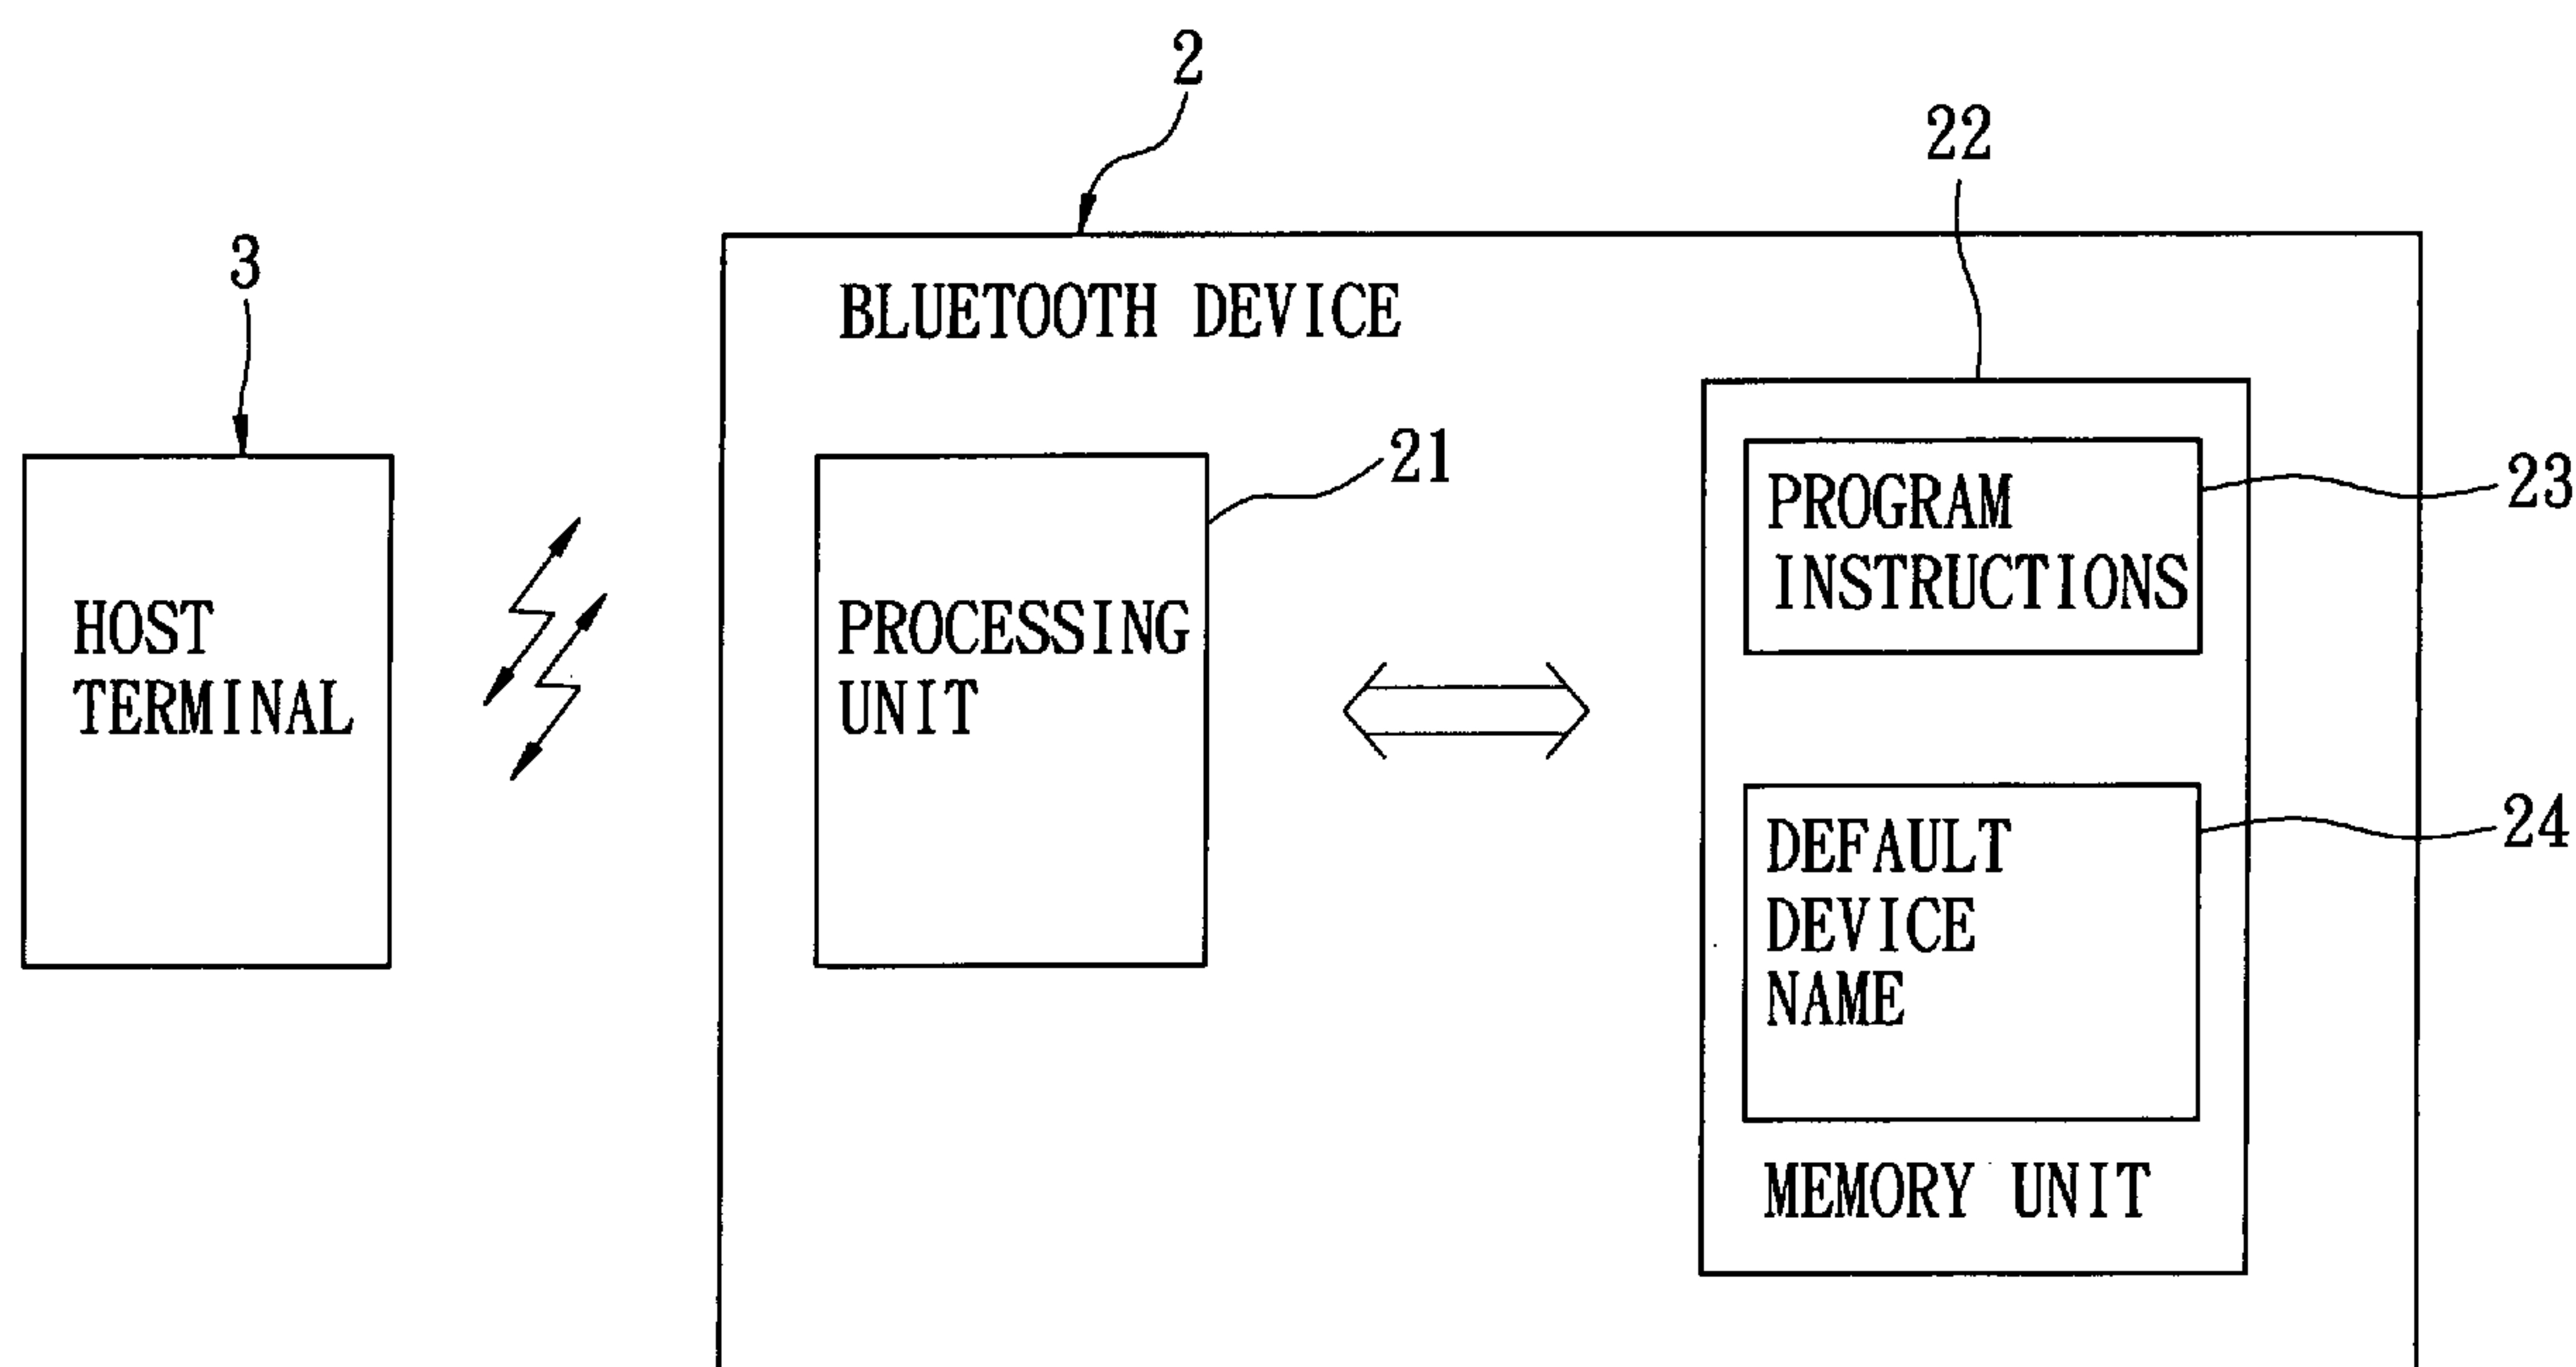 2
22
3
BLUETOOTH DEVICE
21
PROGRAM
INSTRUCTIONS
23
HOST
TERMINAL
PROCESSING
UNIT
DEFAULT
DEVICE
NAME
24
MEMORY UNIT